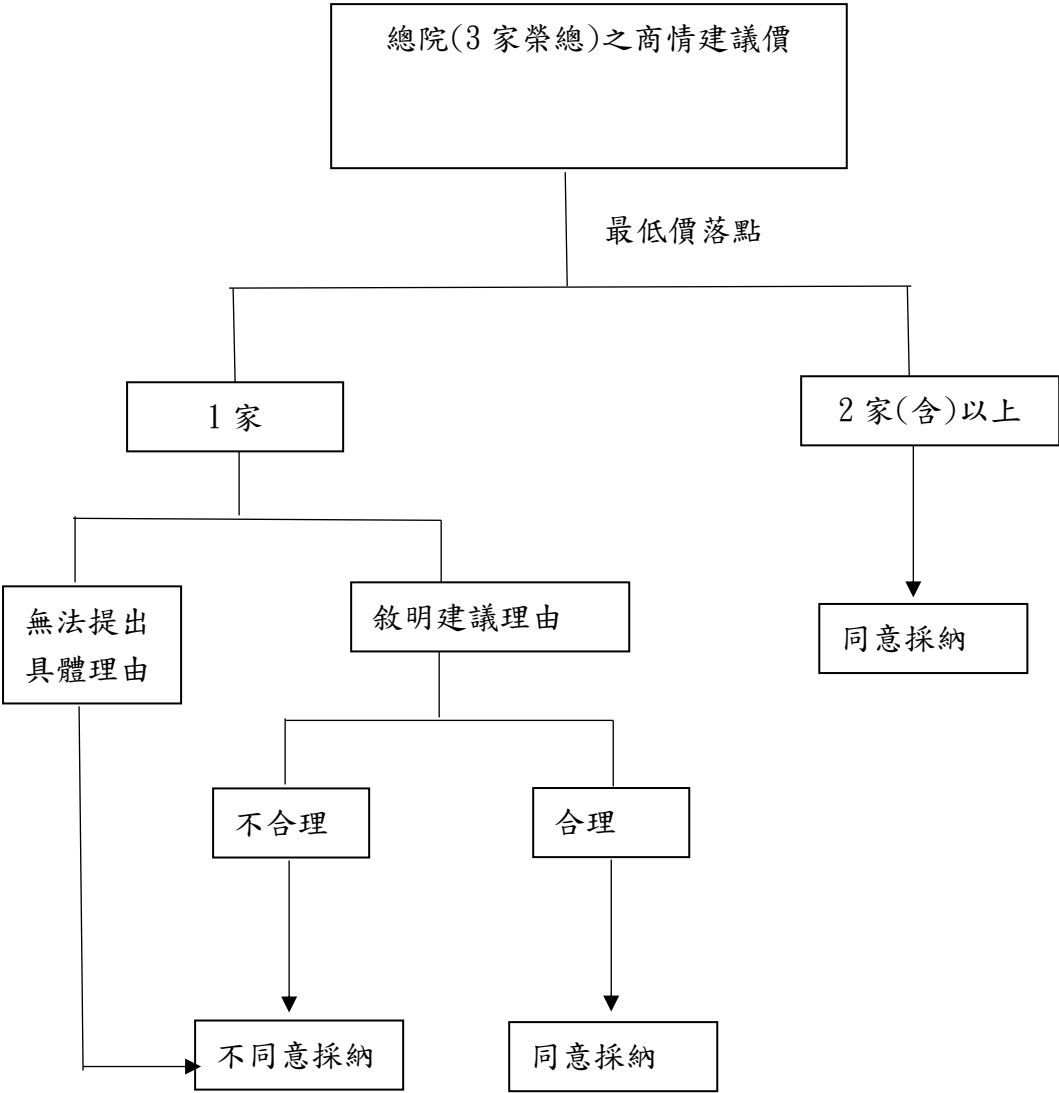 總院(3 家榮總)之商情建議價
最低價落點
1 家
2 家(含)以上
無法提出
具體理由
敘明建議理由
同意採納
不合理
合理
不同意採納
同意採納